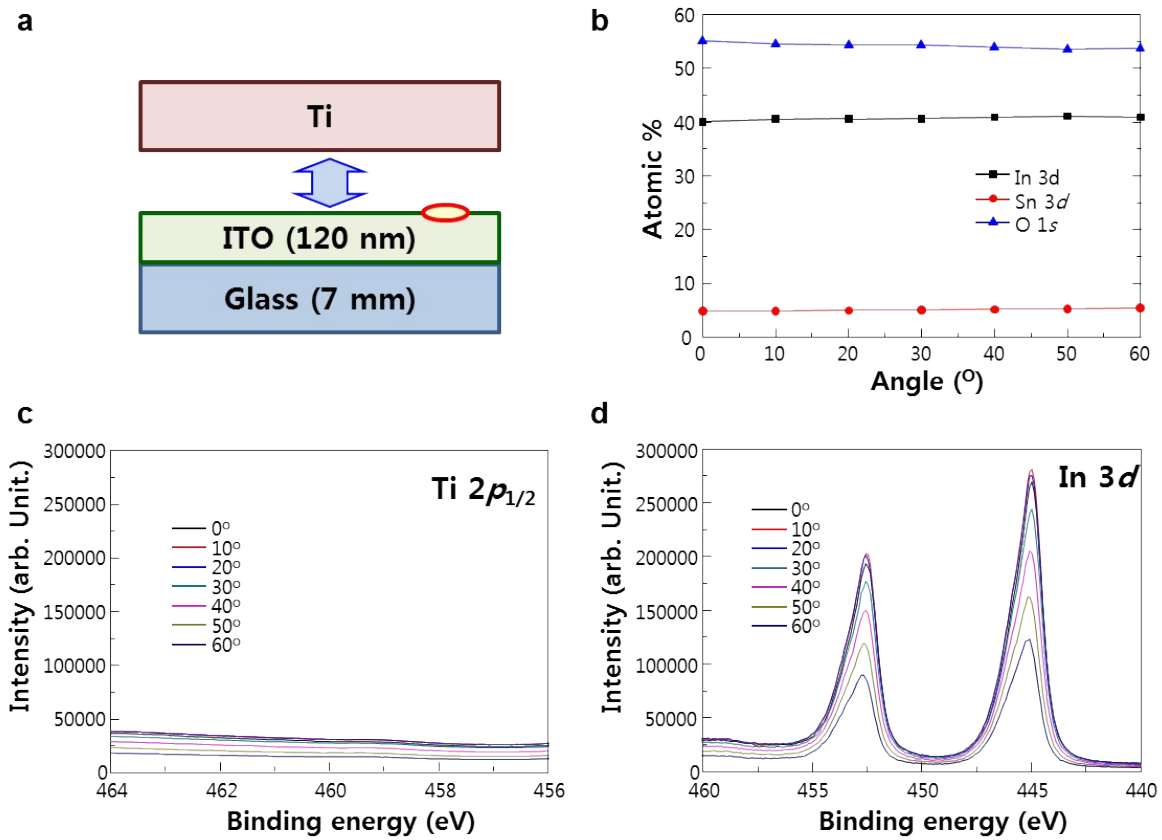 a
Ti
ITO (120 nm)
Glass (7 mm)
b
60
50
40
30
20
10
0
Atomic %
In 3d
Sn 3d
O 1s
0 10 20 30 40 50 60
Angle (O)
c
300000
250000
200000
150000
100000
50000
0
Intensity (arb. Unit.)
Ti 2p1/2
0o
10o
20o
30o
40o
50o
60o
464 462 460 458 456
Binding energy (eV)
d
300000
250000
200000
150000
100000
50000
0
Intensity (arb. Unit.)
In 3d
0o
10o
20o
30o
40o
50o
60o
460 455 450 445 440
Binding energy (eV)